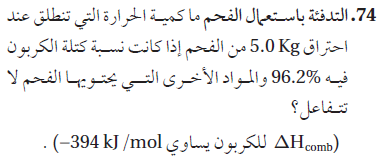 74. التدفئة باستعمال الفحم ما كمية الحرارة التي تنطلق عند
احتراق 5.0 Kg من الفحم إذا كانت نسبة كتلة الكربون
فيه 96.2% والمواد الأخرى التي يحتويها الفحم لا
تتفاعل؟
(ΔHcomb للكربون يساوي −394 kJ /mol) .